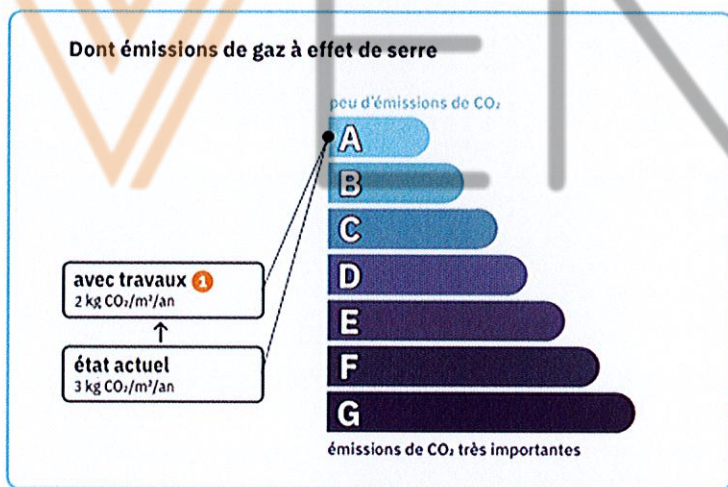 Dont émissions de gaz à effet de serre
peu d'émissions de CO₂
A
B
C
D
E
F
G
avec travaux 1
2 kg CO₂/m²/an
état actuel
3 kg CO₂/m²/an
émissions de CO₂ très importantes